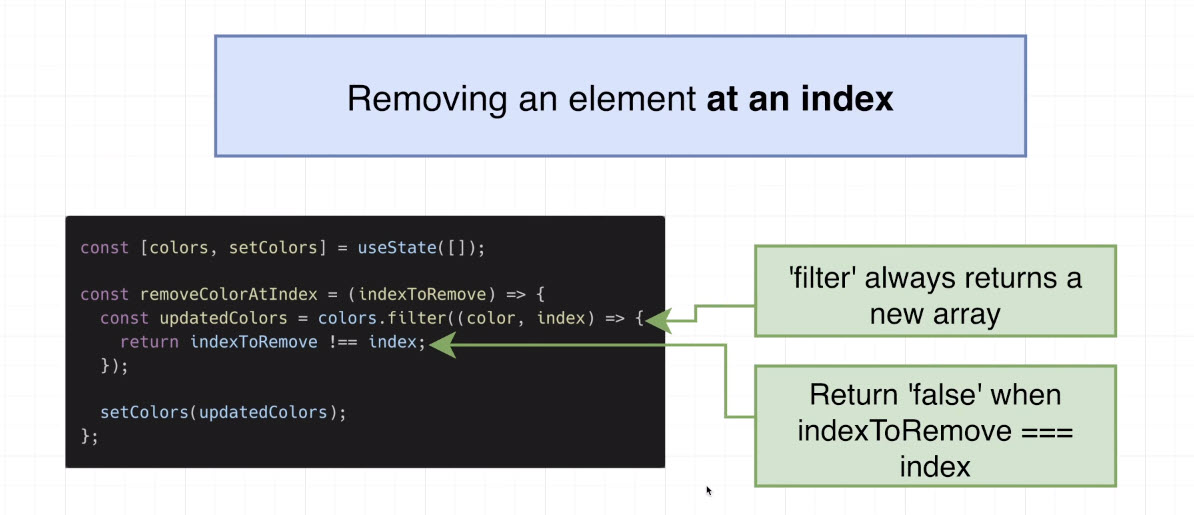 Removing an element at an index
const [colors, setColors] = useState([]);
const removeColorAtIndex = (indexToRemove) => {
  const updatedColors = colors.filter((color, index) => {
    return indexToRemove !== index;
  });
  setColors(updatedColors);
};
'filter' always returns a
new array
Return 'false' when
indexToRemove ===
index